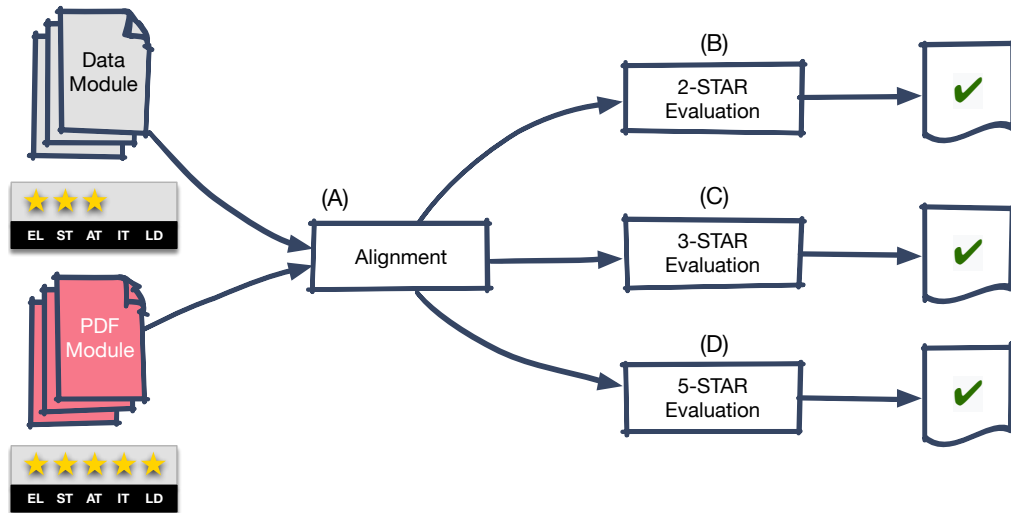 Data
Module
EL ST AT IT LD
PDF
Module
EL ST AT IT LD
(A)
Alignment
(B)
2-STAR
Evaluation
(C)
3-STAR
Evaluation
(D)
5-STAR
Evaluation